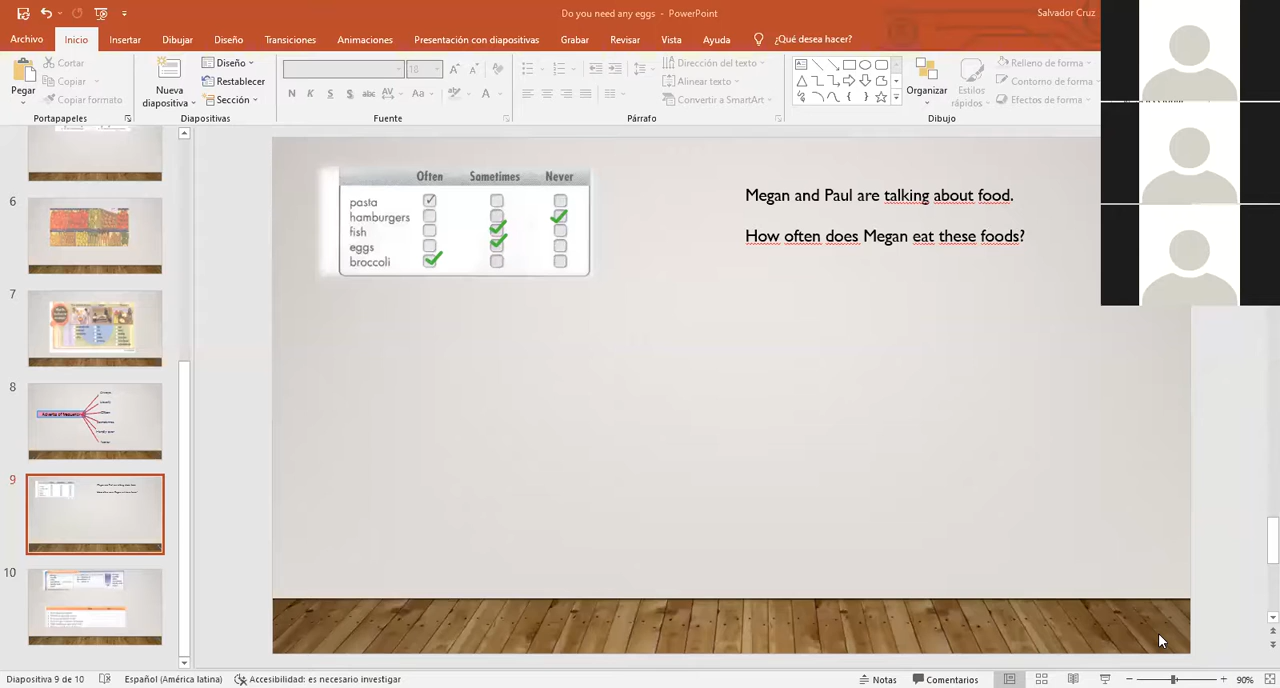 Do you need any eggs - PowerPoint
Salvador Cruz
Archivo Inicio Insertar Dibujar Diseño Transiciones Animaciones Presentación con diapositivas Grabar Revisar Vista Ayuda ¿Qué desea hacer?
Pegar
Cortar
Copiar
Copiar formato
Portapapeles
Nueva
diapositiva
Diseño
Restablecer
Sección
Diapositivas
18
N K S S abc AV Aa A
Fuente
Dirección del texto
Alinear texto
Convertir a SmartArt
Párrafo
Organizar
Estilos
rápidos
Relleno de forma
Contorno de forma
Efectos de forma
Dibujo
6
7
8
9
10
Often Sometimes Never
pasta
hamburgers
fish
eggs
broccoli
Megan and Paul are talking about food.
How often does Megan eat these foods?
Diapositiva 9 de 10 Español (América latina) Accesibilidad: es necesario investigar Notas Comentarios 90%